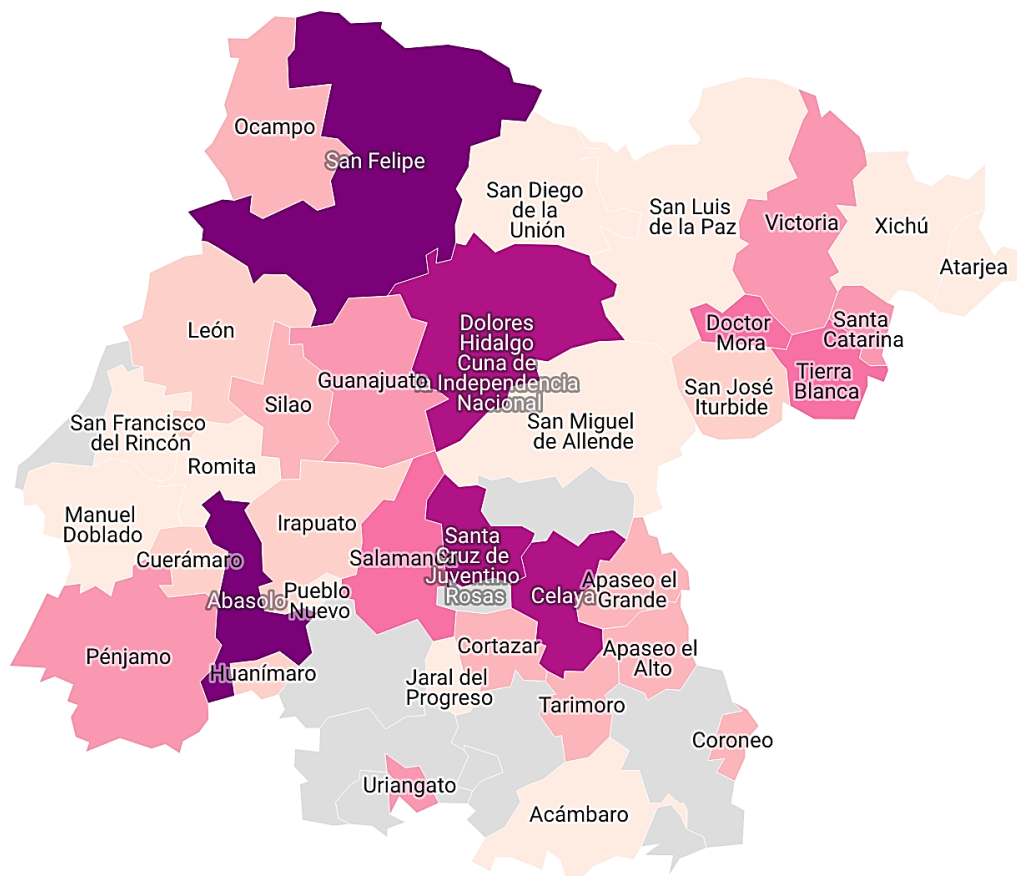 Ocampo
San Felipe
San Diego
de la
Unión
San Luis
de la Paz
Victoria
Xichú
Atarjea
León
Dolores
Hidalgo
Cuna de
la Independencia
Nacional
Doctor
Mora
Santa
Catarina
Guanajuato
Silao
San José
Iturbide
Tierra
Blanca
San Francisco
del Rincón
San Miguel
de Allende
Romita
Manuel
Doblado
Irapuato
Cuerámaro
Salamanca
Santa
Cruz de
Juventino
Rosas
Abasolo
Pueblo
Nuevo
Celaya
Apaseo el
Grande
Pénjamo
Huanímaro
Cortazar
Apaseo el
Alto
Jaral del
Progreso
Tarimoro
Coroneo
Uriangato
Acámbaro